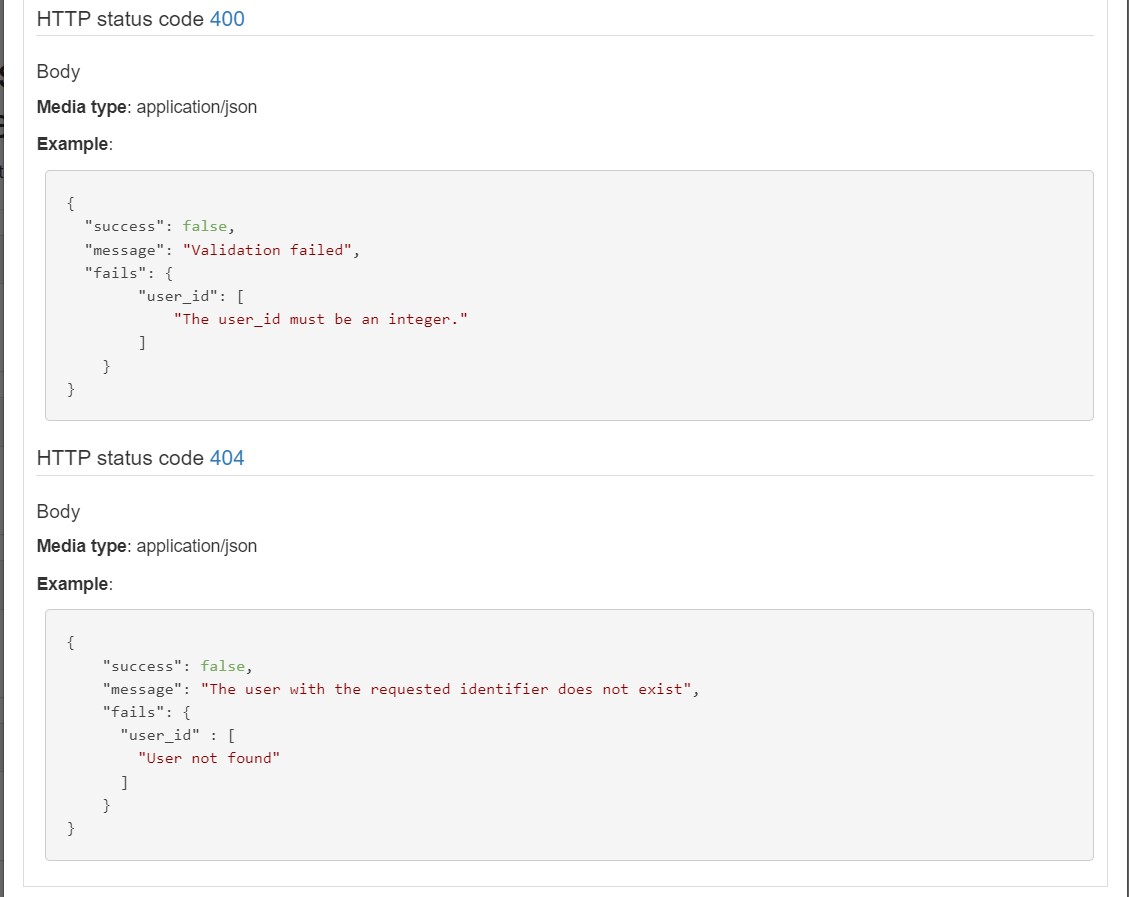 HTTP status code 400
Body
Media type: application/json
Example:
{
  "success": false,
  "message": "Validation failed",
  "fails": {
        "user_id": [
            "The user_id must be an integer."
        ]
    }
}
HTTP status code 404
Body
Media type: application/json
Example:
{
    "success": false,
    "message": "The user with the requested identifier does not exist",
    "fails": {
      "user_id" : [
        "User not found"
      ]
    }
}